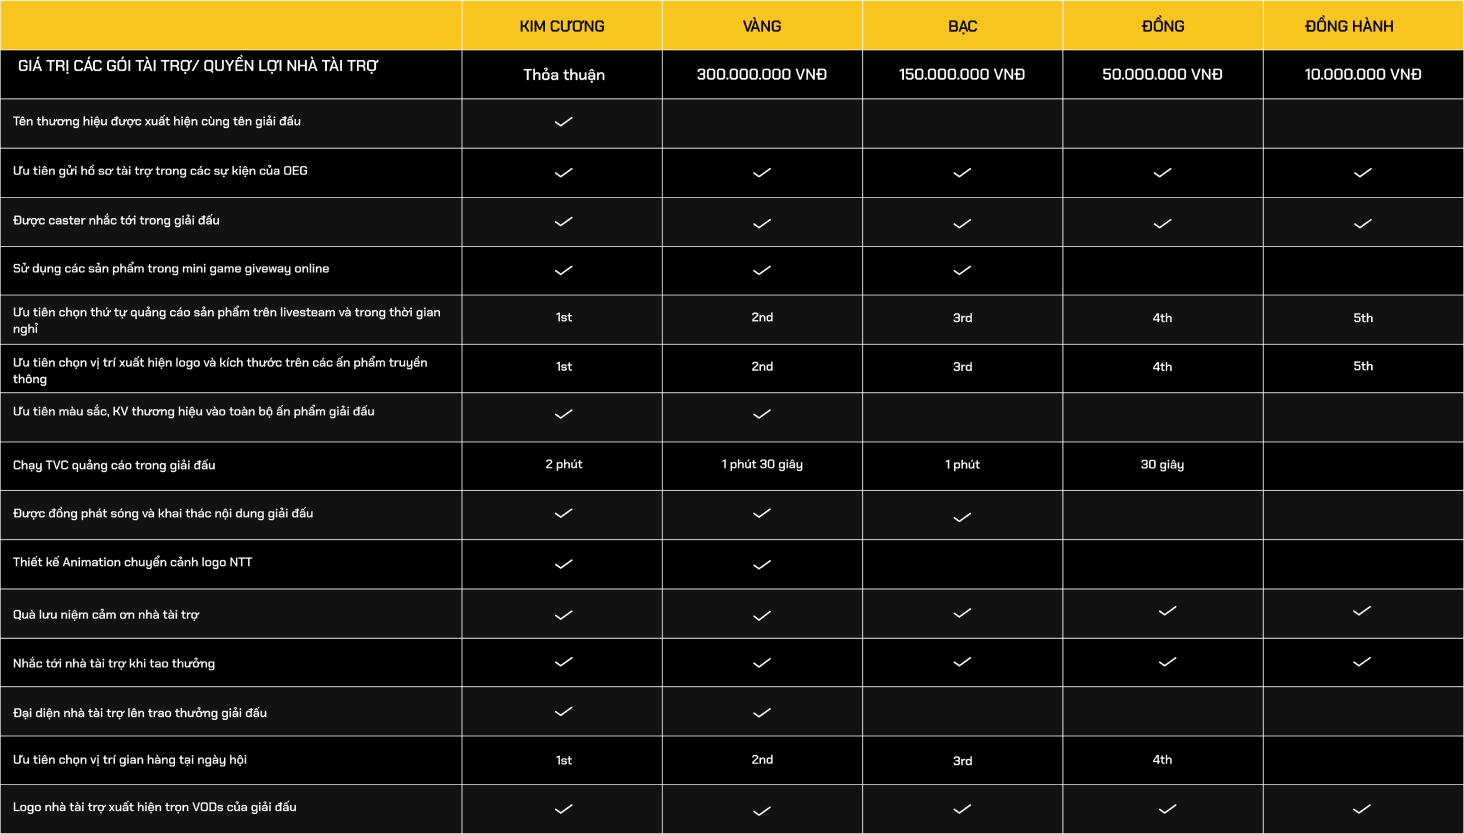 KIM CƯƠNG VÀNG BẠC ĐỒNG ĐỒNG HÀNH
GIÁ TRỊ CÁC GÓI TÀI TRỢ/ QUYỀN LỢI NHÀ TÀI TRỢ Thỏa thuận 300.000.000 VNĐ 150.000.000 VNĐ 50.000.000 VNĐ 10.000.000 VNĐ
Tên thương hiệu được xuất hiện cùng tên giải đấu
Ưu tiên gửi hồ sơ tài trợ trong các sự kiện của OEG
Được caster nhắc tới trong giải đấu
Sử dụng các sản phẩm trong mini game giveway online
Ưu tiên chọn thứ tự quảng cáo sản phẩm trên livesteam và trong thời gian
nghỉ
1st 2nd 3rd 4th 5th
Ưu tiên chọn vị trí xuất hiện logo và kích thước trên các ấn phẩm truyền
thông
1st 2nd 3rd 4th 5th
Ưu tiên màu sắc, KV thương hiệu vào toàn bộ ấn phẩm giải đấu
Chạy TVC quảng cáo trong giải đấu 2 phút 1 phút 30 giây 1 phút 30 giây
Được đồng phát sóng và khai thác nội dung giải đấu
Thiết kế Animation chuyển cảnh logo NTT
Quà lưu niệm cảm ơn nhà tài trợ
Nhắc tới nhà tài trợ khi tao thưởng
Đại diện nhà tài trợ lên trao thưởng giải đấu
Ưu tiên chọn vị trí gian hàng tại ngày hội 1st 2nd 3rd 4th
Logo nhà tài trợ xuất hiện trọn VODs của giải đấu